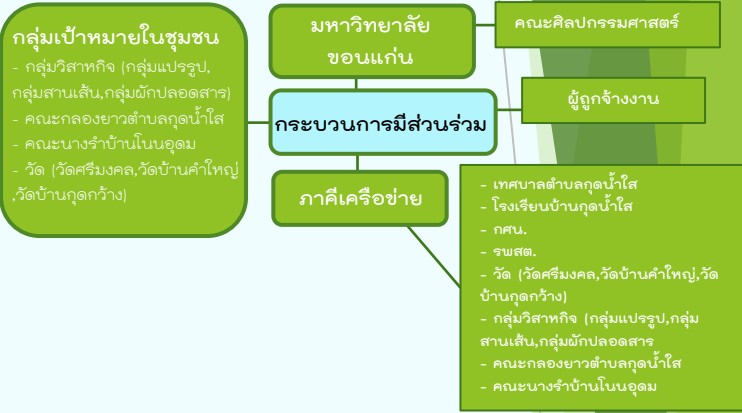 กลุ่มเป้าหมายในชุมชน
- กลุ่มวิสาหกิจ (กลุ่มแปรรูป,
กลุ่มสานเส้น,กลุ่มผักปลอดสาร)
- คณะกลองยาวตำบลกุดน้ำใส
- คณะนางรำบ้านโนนอุดม
- วัด (วัดศรีมงคล,วัดบ้านคำใหญ่
,วัดบ้านกุดกว้าง)
มหาวิทยาลัย
ขอนแก่น
คณะศิลปกรรมศาสตร์
ผู้ถูกจ้างงาน
กระบวนการมีส่วนร่วม
ภาคีเครือข่าย
- เทศบาลตำบลกุดน้ำใส
- โรงเรียนบ้านกุดน้ำใส
- กศน.
- รพสต.
- วัด (วัดศรีมงคล,วัดบ้านคำใหญ่,วัด
บ้านกุดกว้าง)
- กลุ่มวิสาหกิจ (กลุ่มแปรรูป,กลุ่ม
สานเส้น,กลุ่มผักปลอดสาร
- คณะกลองยาวตำบลกุดน้ำใส
- คณะนางรำบ้านโนนอุดม